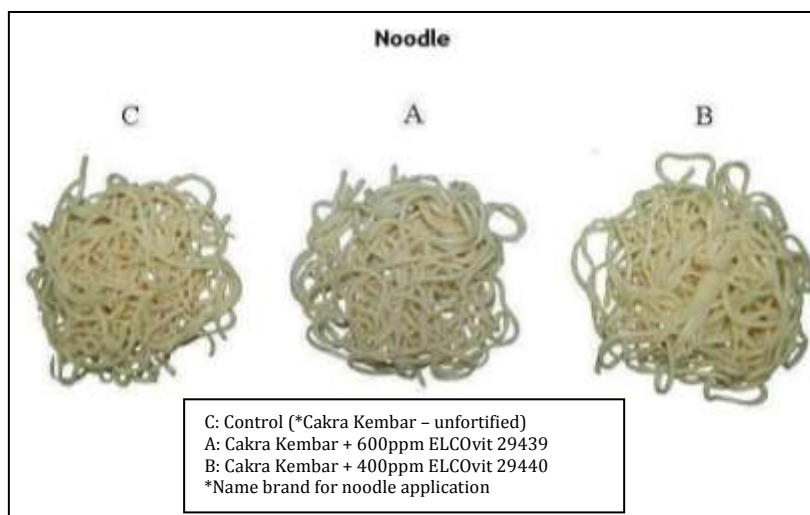 Noodle
C A B
C: Control (*Cakra Kembar – unfortified)
A: Cakra Kembar + 600ppm ELCOvit 29439
B: Cakra Kembar + 400ppm ELCOvit 29440
*Name brand for noodle application